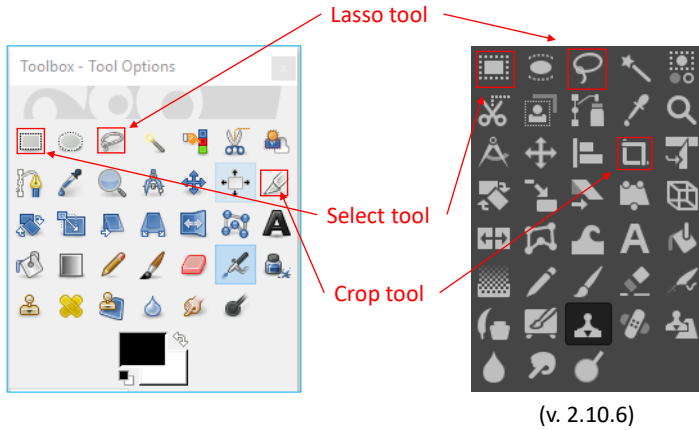 Lasso tool
Toolbox - Tool Options
x
Select tool
A
A
Crop tool
(v. 2.10.6)